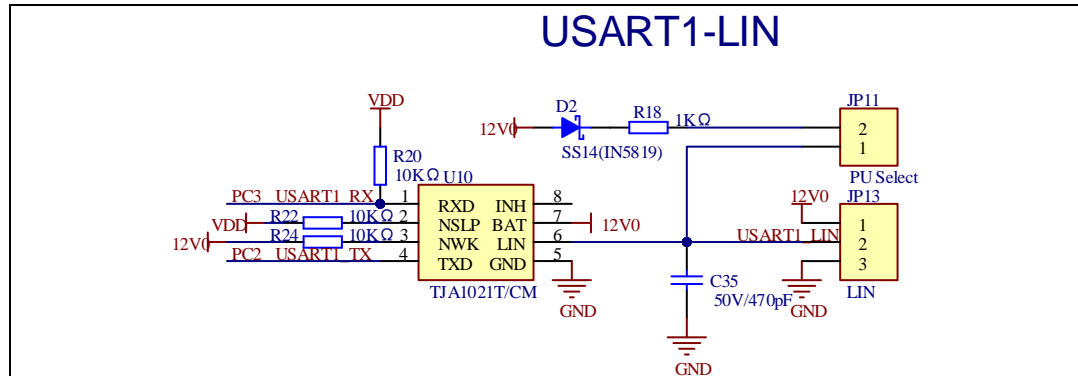 USART1-LIN
VDD
D2
R18
JP11
12V0
1KΩ
2
1
SS14(IN5819)
PU Select
R20
10KΩ
U10
JP13
12V0
PC3
USART1_RX
1
RXD
INH
8
VDD
R22
10KΩ
2
NSLP
BAT
7
12V0
1
12V0
R24
10KΩ
3
NWK
LIN
6
USART1_LIN
2
PC2
USART1_TX
4
TXD
GND
5
3
TJA1021T/CM
GND
C35
50V/470pF
GND
LIN
GND